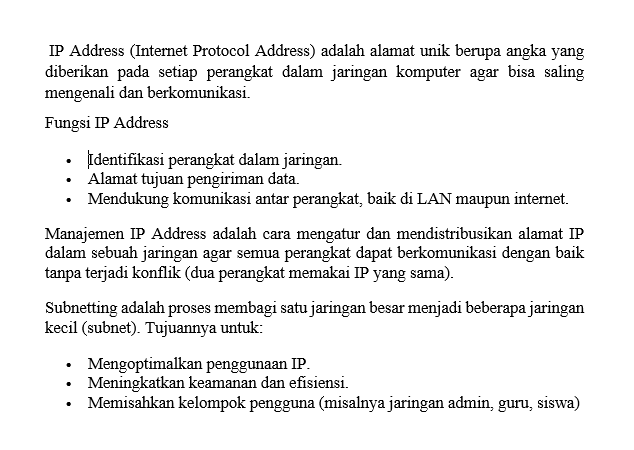 IP Address (Internet Protocol Address) adalah alamat unik berupa angka yang
diberikan pada setiap perangkat dalam jaringan komputer agar bisa saling
mengenali dan berkomunikasi.
Fungsi IP Address
• Identifikasi perangkat dalam jaringan.
• Alamat tujuan pengiriman data.
• Mendukung komunikasi antar perangkat, baik di LAN maupun internet.
Manajemen IP Address adalah cara mengatur dan mendistribusikan alamat IP
dalam sebuah jaringan agar semua perangkat dapat berkomunikasi dengan baik
tanpa terjadi konflik (dua perangkat memakai IP yang sama).
Subnetting adalah proses membagi satu jaringan besar menjadi beberapa jaringan
kecil (subnet). Tujuannya untuk:
• Mengoptimalkan penggunaan IP.
• Meningkatkan keamanan dan efisiensi.
• Memisahkan kelompok pengguna (misalnya jaringan admin, guru, siswa)